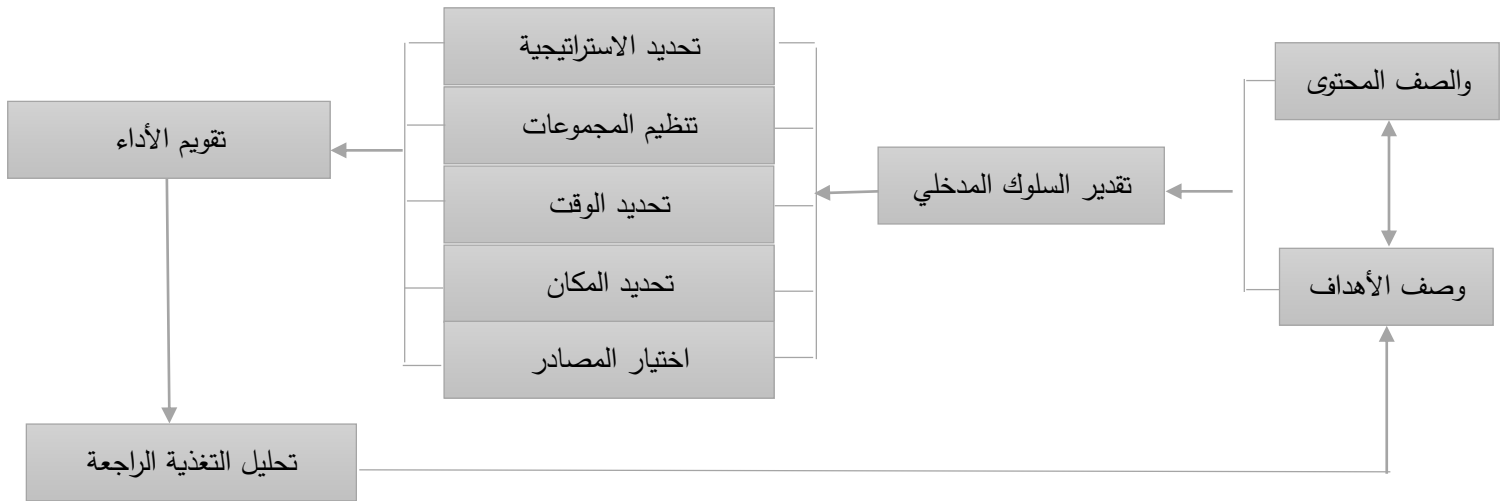 والصف المحتوى
وصف الأهداف
تقدير السلوك المدخلي
تحديد الاستراتيجية
تنظيم المجموعات
تحديد الوقت
تحديد المكان
اختيار المصادر
تقويم الأداء
تحليل التغذية الراجعة